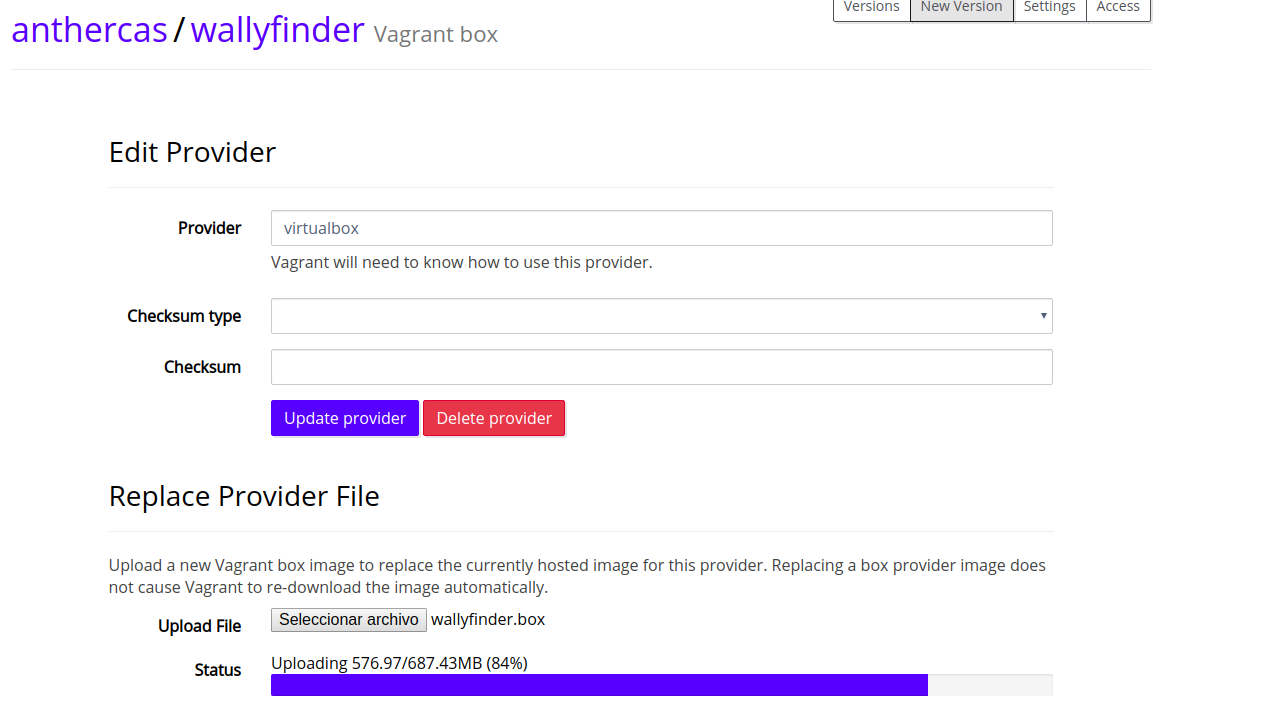 Versions New Version Settings Access
anthercas / wallyfinder Vagrant box
Edit Provider
Provider virtualbox
Vagrant will need to know how to use this provider.
Checksum type
Checksum
Update provider Delete provider
Replace Provider File
Upload a new Vagrant box image to replace the currently hosted image for this provider. Replacing a box provider image does
not cause Vagrant to re-download the image automatically.
Upload File Seleccionar archivo wallyfinder.box
Status Uploading 576.97/687.43MB (84%)